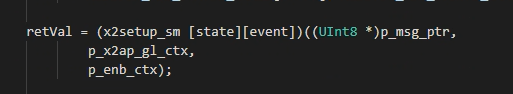 retVal = (x2setup_sm [state][event])((UInt8 *)p_msg_ptr,
p_x2ap_gl_ctx,
p_enb_ctx);